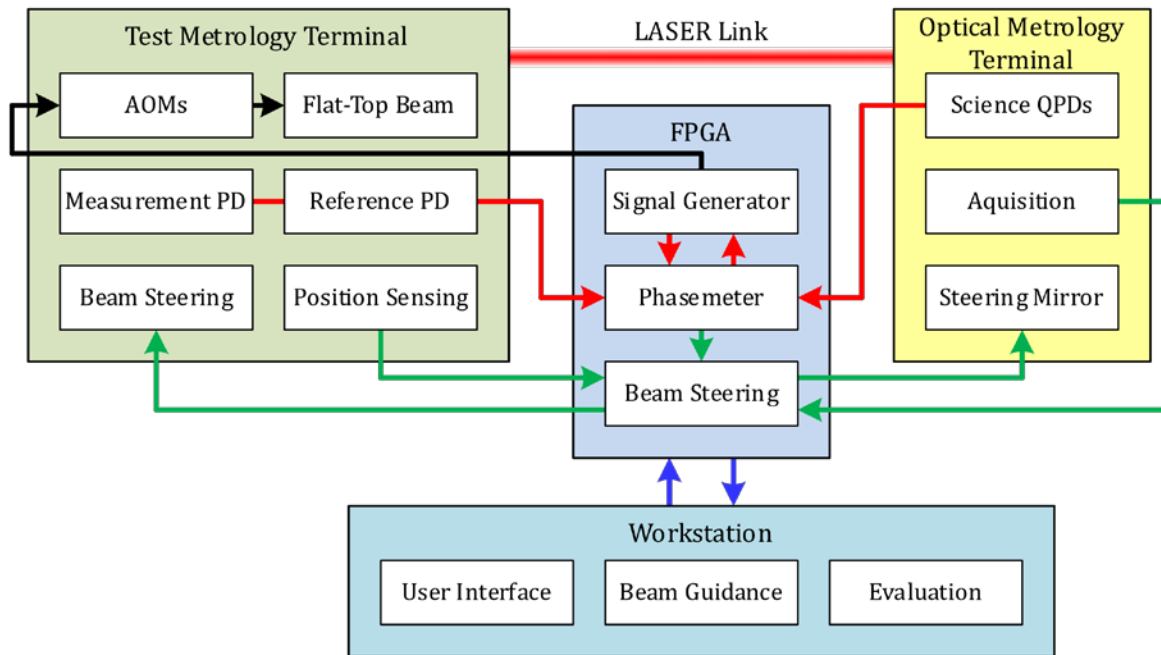 Test Metrology Terminal
AOMs
Flat-Top Beam
Measurement PD
Reference PD
Beam Steering
Position Sensing
LASER Link
FPGA
Signal Generator
Phasemeter
Beam Steering
Optical Metrology
Terminal
Science QPDs
Aquisition
Steering Mirror
Workstation
User Interface
Beam Guidance
Evaluation